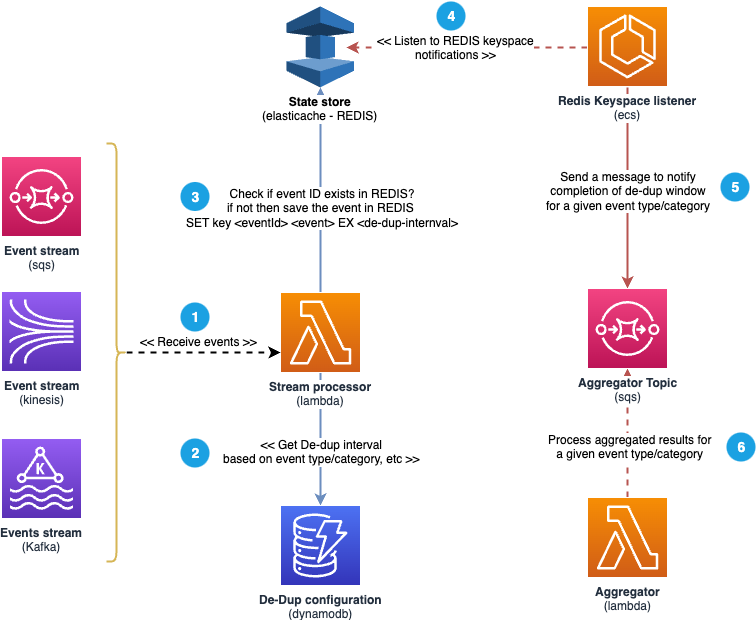 4
<< Listen to REDIS keyspace
notifications >>
State store
(elasticache - REDIS)
Redis Keyspace listener
(ecs)
3
Check if event ID exists in REDIS?
if not then save the event in REDIS
SET key <eventId> <event> EX <de-dup-internval>
Send a message to notify
completion of de-dup window
for a given event type/category
5
Event stream
(sqs)
1
<< Receive events >>
Event stream
(kinesis)
Stream processor
(lambda)
Aggregator Topic
(sqs)
2
<< Get De-dup interval
based on event type/category, etc >>
Process aggregated results for
a given event type/category
6
K
Events stream
(Kafka)
De-Dup configuration
(dynamodb)
Aggregator
(lambda)